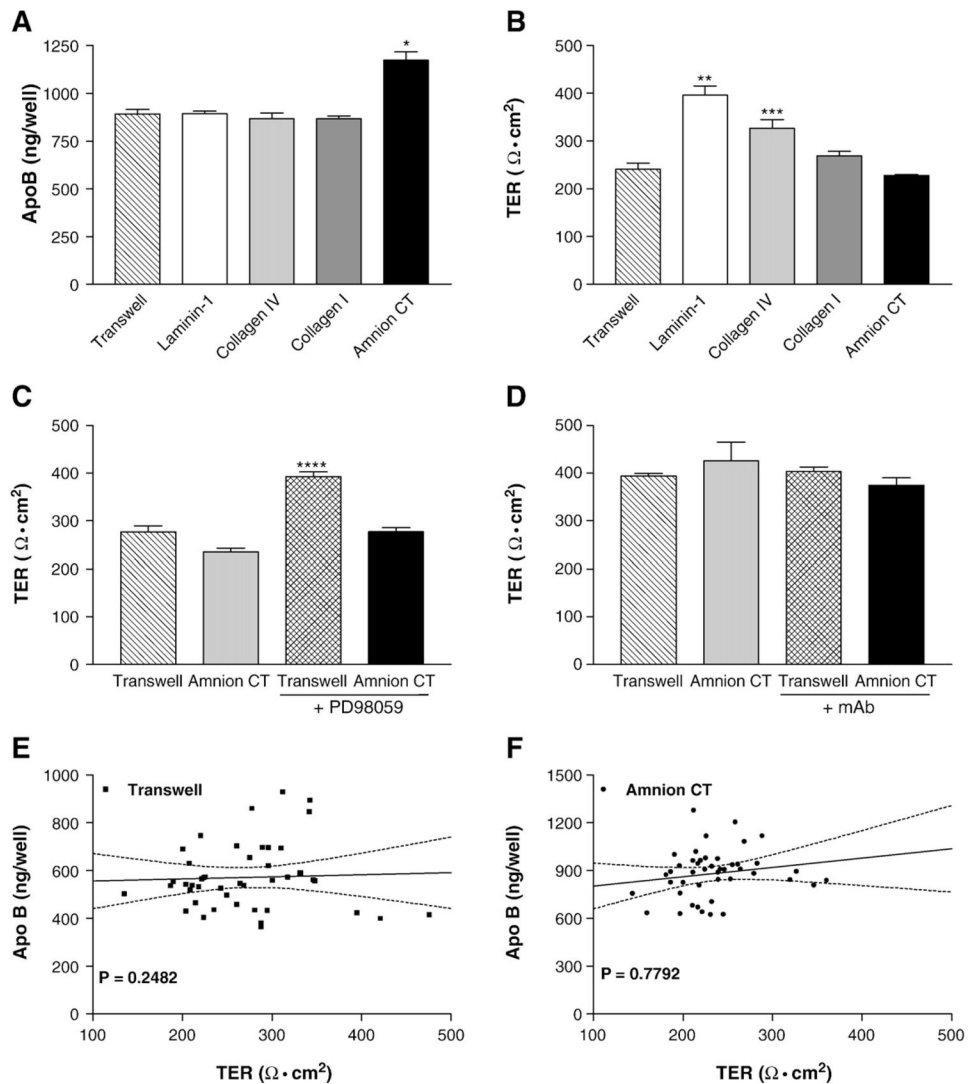 A
ApoB (ng/well)
1250
1000
750
500
250
0
*
Transwell
Laminin-1
Collagen IV
Collagen I
Amnion CT
B
TER ( Ω • cm²)
500
400
300
200
100
0
**
***
Transwell
Laminin-1
Collagen IV
Collagen I
Amnion CT
C
TER ( Ω • cm²)
500
400
300
200
100
0
****
Transwell Amnion CT Transwell Amnion CT
+ PD98059
D
TER ( Ω • cm²)
500
400
300
200
100
0
Transwell Amnion CT Transwell Amnion CT
+ mAb
E
Apo B (ng/well)
1000
800
600
400
200
0
Transwell
P = 0.2482
100 200 300 400 500
TER (Ω • cm²)
F
Apo B (ng/well)
1500
1200
900
600
300
0
Amnion CT
P = 0.7792
100 200 300 400 500
TER (Ω • cm²)